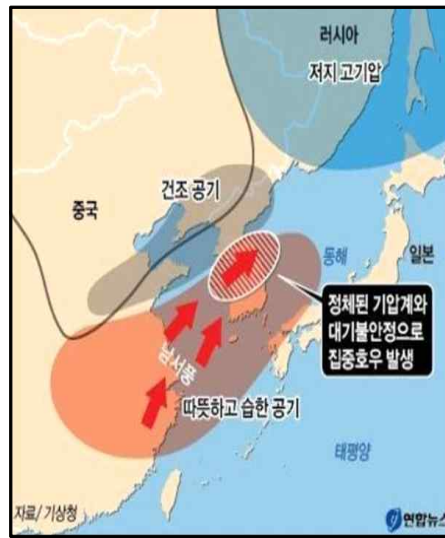 러시아
저지 고기압
건조 공기
중국
동해
일본
정체된 기압계와
대기불안정으로
집중호우 발생
남서풍
따뜻하고 습한 공기
태평양
자료/ 기상청
연합뉴스